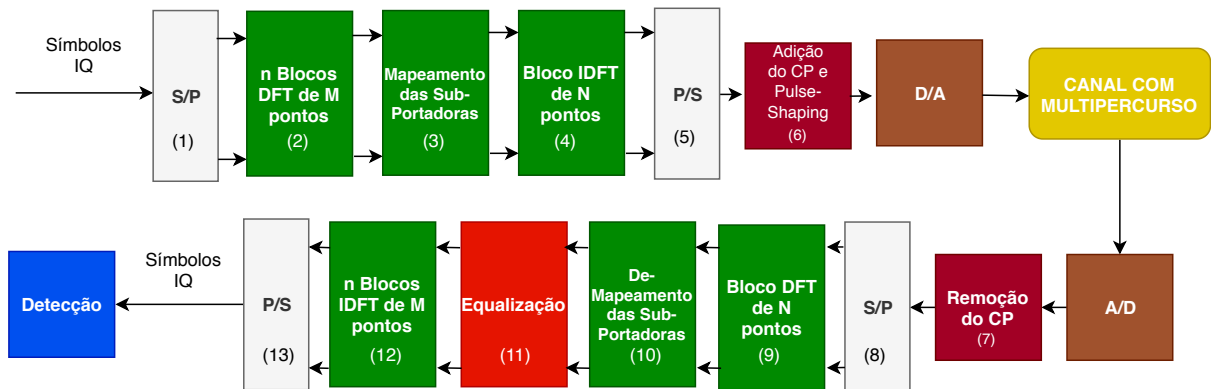 Símbolos
IQ
S/P
(1)
n Blocos
DFT de M
pontos
(2)
Mapeamento
das Sub-
Portadoras
(3)
Bloco IDFT
de N
pontos
(4)
P/S
(5)
Adição
do CP e
Pulse-
Shaping
(6)
D/A
CANAL COM
MULTIPERCURSO
Detecção
Símbolos
IQ
P/S
(13)
n Blocos
IDFT de M
pontos
(12)
Equalização
(11)
De-
Mapeamento
das Sub-
Portadoras
(10)
Bloco DFT
de N
pontos
(9)
S/P
(8)
Remoção
do CP
(7)
A/D